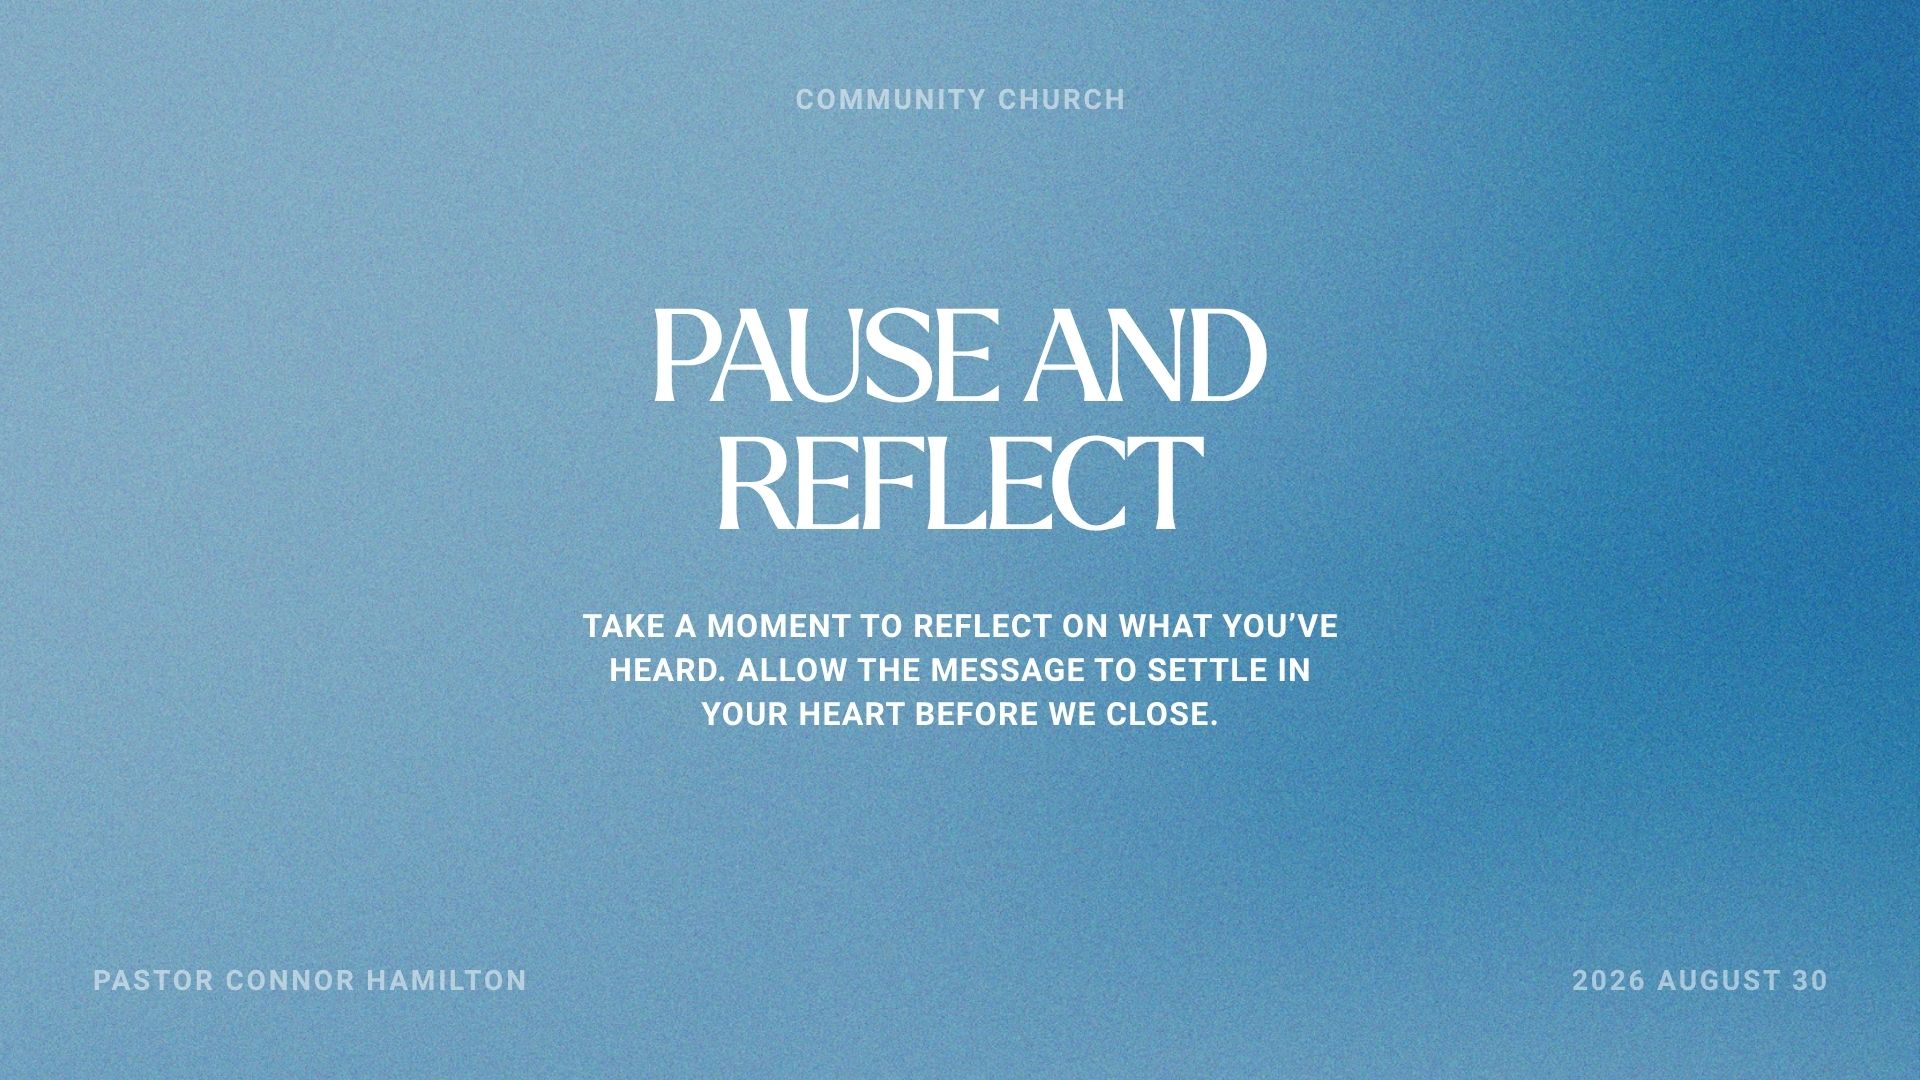 COMMUNITY CHURCH
PAUSE AND
REFLECT
TAKE A MOMENT TO REFLECT ON WHAT YOU’VE
HEARD. ALLOW THE MESSAGE TO SETTLE IN
YOUR HEART BEFORE WE CLOSE.
PASTOR CONNOR HAMILTON
2026 AUGUST 30